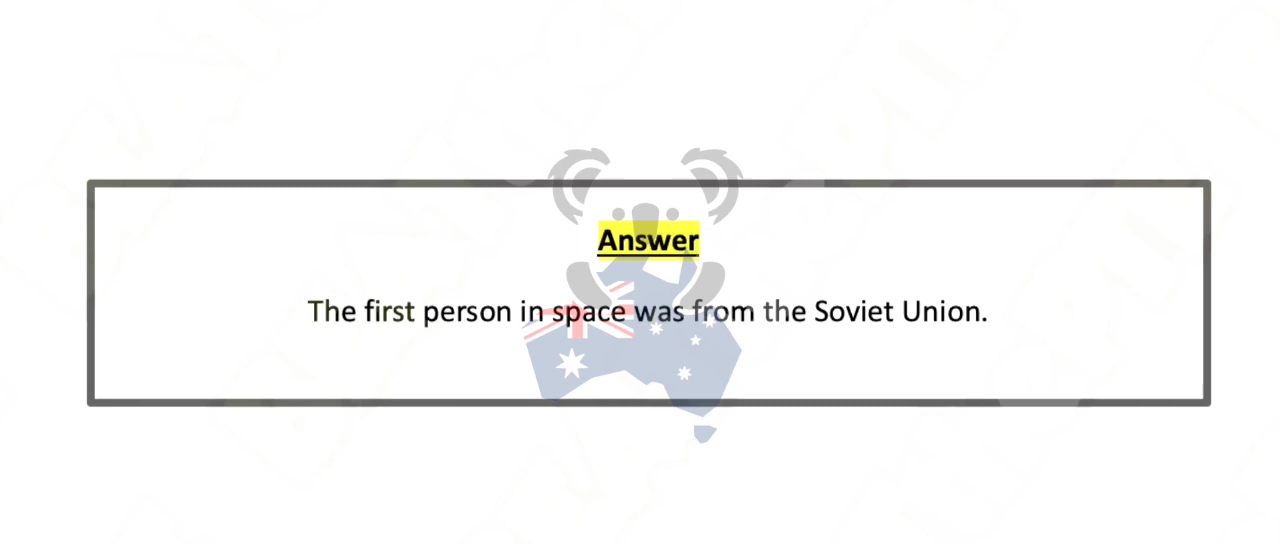 Answer
The first person in space was from the Soviet Union.